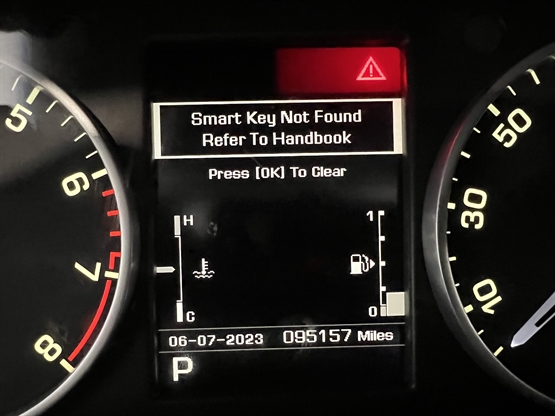 Smart Key Not Found
Refer To Handbook
Press [OK] To Clear
5
6
7
8
H
C
1
0
50
30
10
06-07-2023 095157 Miles
P